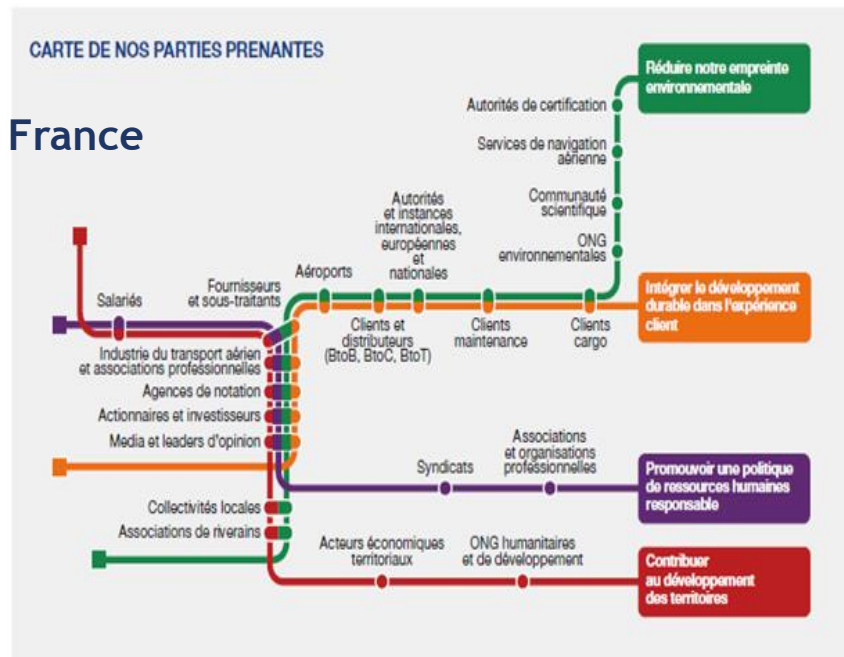 CARTE DE NOS PARTIES PRENANTES
France
Réduire notre empreinte
environnementale
Autorités de certification
Services de navigation
aérienne
Communauté
scientifique
ONG
environnementales
Autorités
et instances
internationales,
européennes
et
nationales
Aéroports
Fournisseurs
et sous-traitants
Salariés
Intégrer le développement
durable dans l'expérience
client
Clients et
distributeurs
(BtoB, BtoC, BtoT)
Clients
maintenance
Clients
cargo
Industrie du transport aérien
et associations professionnelles
Agences de notation
Actionnaires et investisseurs
Media et leaders d'opinion
Syndicats
Associations
et organisations
professionnelles
Promouvoir une politique
de ressources humaines
responsable
Collectivités locales
Associations de riverains
Acteurs économiques
territoriaux
ONG humanitaires
et de développement
Contribuer
au développement
des territoires